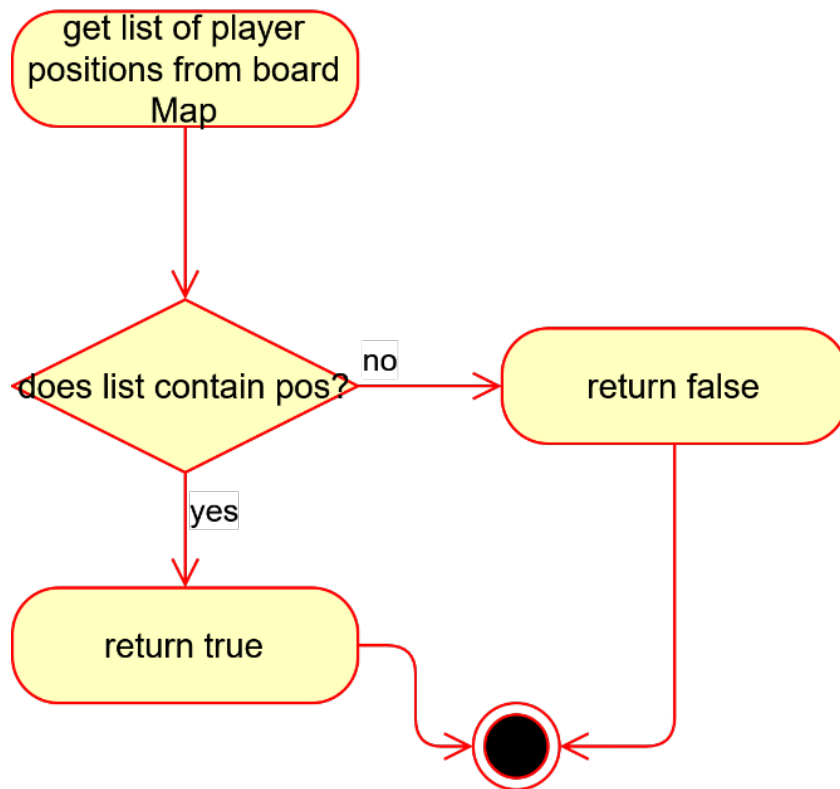 get list of player
positions from board
Map
does list contain pos?
no
return false
yes
return true